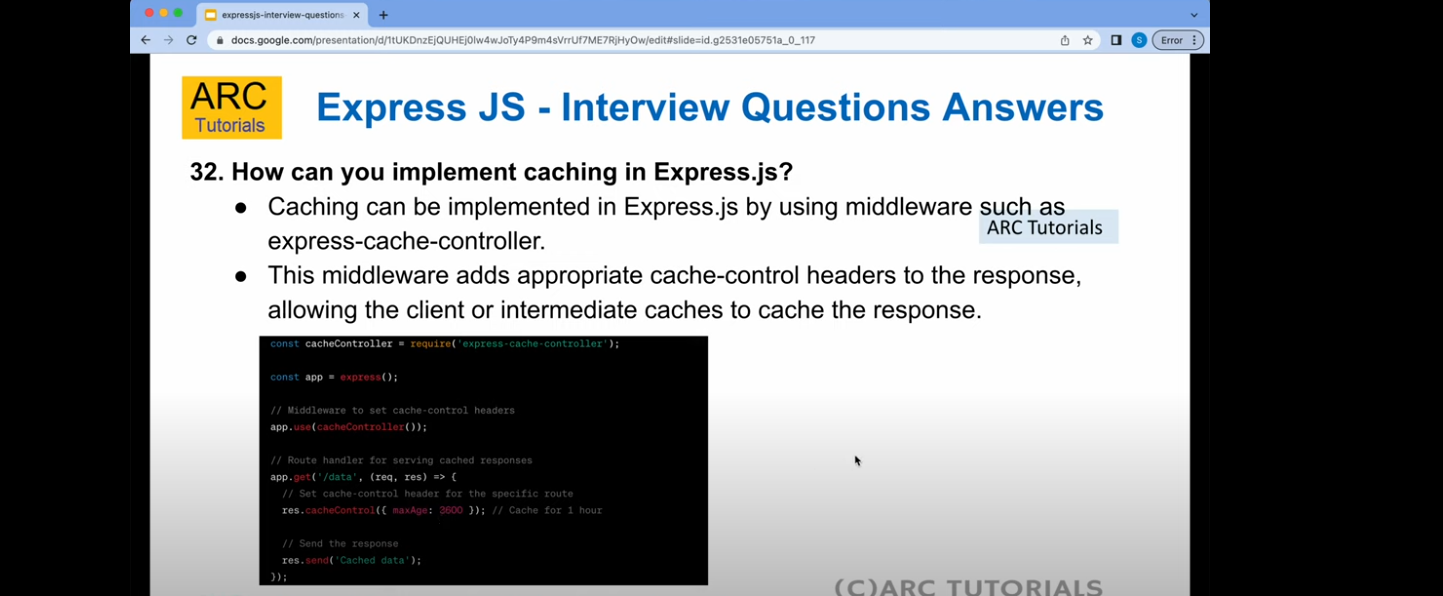 expressjs-interview-questions-
docs.google.com/presentation/d/1tUKDnzEjQUHEj0Iw4wJoTy4P9m4sVrrUf7ME7RjHyOw/edit#slide=id.g2531e05751a_0_117
S
Error
ARC
Tutorials
Express JS - Interview Questions Answers
32. How can you implement caching in Express.js?
● Caching can be implemented in Express.js by using middleware such as
express-cache-controller.
ARC Tutorials
● This middleware adds appropriate cache-control headers to the response,
allowing the client or intermediate caches to cache the response.
const cacheController = require('express-cache-controller');
const app = express();
// Middleware to set cache-control headers
app.use(cacheController());
// Route handler for serving cached responses
app.get('/data', (req, res) => {
// Set cache-control header for the specific route
res.cacheControl({ maxAge: 3600 }); // Cache for 1 hour
// Send the response
res.send('Cached data');
});
(C)ARC TUTORIALS